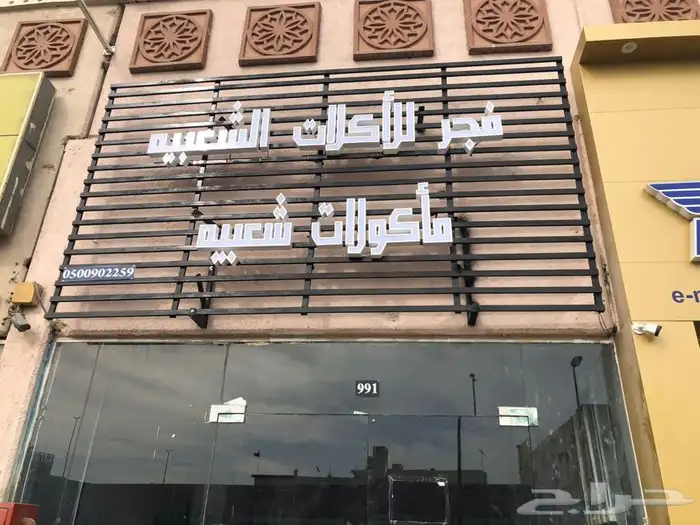 فجر للأكلات الشعبيه
مأكولات شعبيه
0500902259
991
e-
حراج